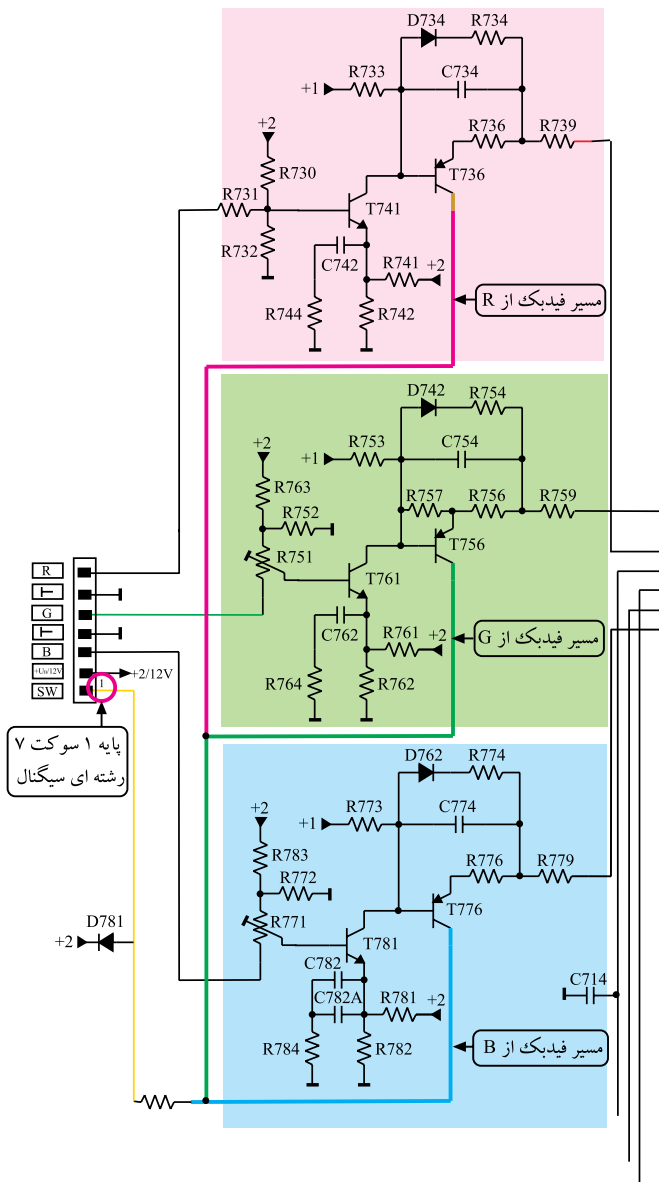 D734
R734
+1
R733
C734
+2
R736
R739
R730
R731
T736
T741
R732
C742
R741
+2
R744
R742
مسیر فیدبک از R
D742
R754
+1
R753
C754
+2
R763
R757
R756
R759
R752
T756
R751
T761
C762
R761
+2
مسیر فیدبک از G
R764
R762
R
G
B
+UB/12V
+2/12V
SW
1
پایه ۱ سوکت ۷
رشته ای سیگنال
D762
R774
+1
R773
C774
+2
R783
R776
R779
R772
T776
R771
D781
+2
T781
C782
C782A
R781
+2
C714
R784
R782
مسیر فیدبک از B